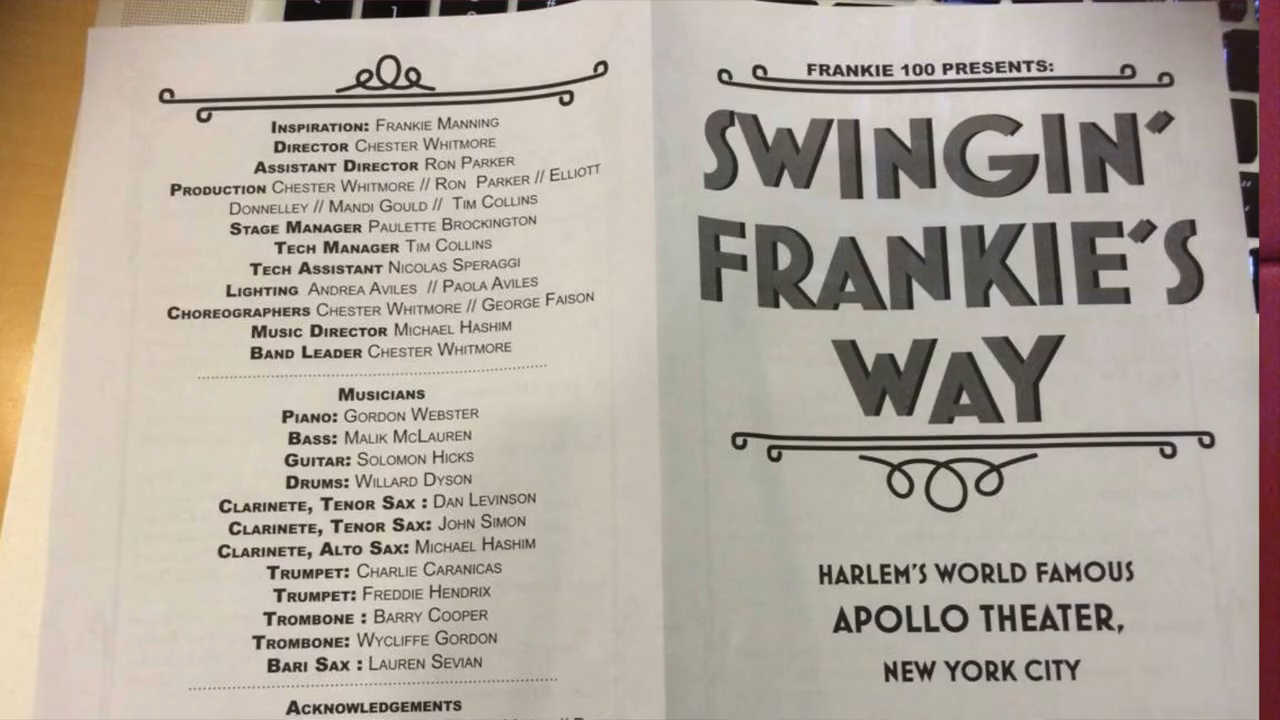 INSPIRATION: FRANKIE MANNING
DIRECTOR CHESTER WHITMORE
ASSISTANT DIRECTOR RON PARKER
PRODUCTION CHESTER WHITMORE // RON PARKER // ELLIOTT
DONNELLEY // MANDI GOULD // TIM COLLINS
STAGE MANAGER PAULETTE BROCKINGTON
TECH MANAGER TIM COLLINS
TECH ASSISTANT NICOLAS SPERAGGI
LIGHTING ANDREA AVILES // PAOLA AVILES
CHOREOGRAPHERS CHESTER WHITMORE // GEORGE FAISON
MUSIC DIRECTOR MICHAEL HASHIM
BAND LEADER CHESTER WHITMORE
MUSICIANS
PIANO: GORDON WEBSTER
BASS: MALIK MCLAUREN
GUITAR: SOLOMON HICKS
DRUMS: WILLARD DYSON
CLARINETE, TENOR SAX : DAN LEVINSON
CLARINETE, TENOR SAX: JOHN SIMON
CLARINETE, ALTO SAX: MICHAEL HASHIM
TRUMPET: CHARLIE CARANICAS
TRUMPET: FREDDIE HENDRIX
TROMBONE : BARRY COOPER
TROMBONE: WYCLIFFE GORDON
BARI SAX : LAUREN SEVIAN
ACKNOWLEDGEMENTS
FRANKIE 100 PRESENTS:
SWINGIN'
FRANKIE'S
WAY
HARLEM'S WORLD FAMOUS
APOLLO THEATER,
NEW YORK CITY